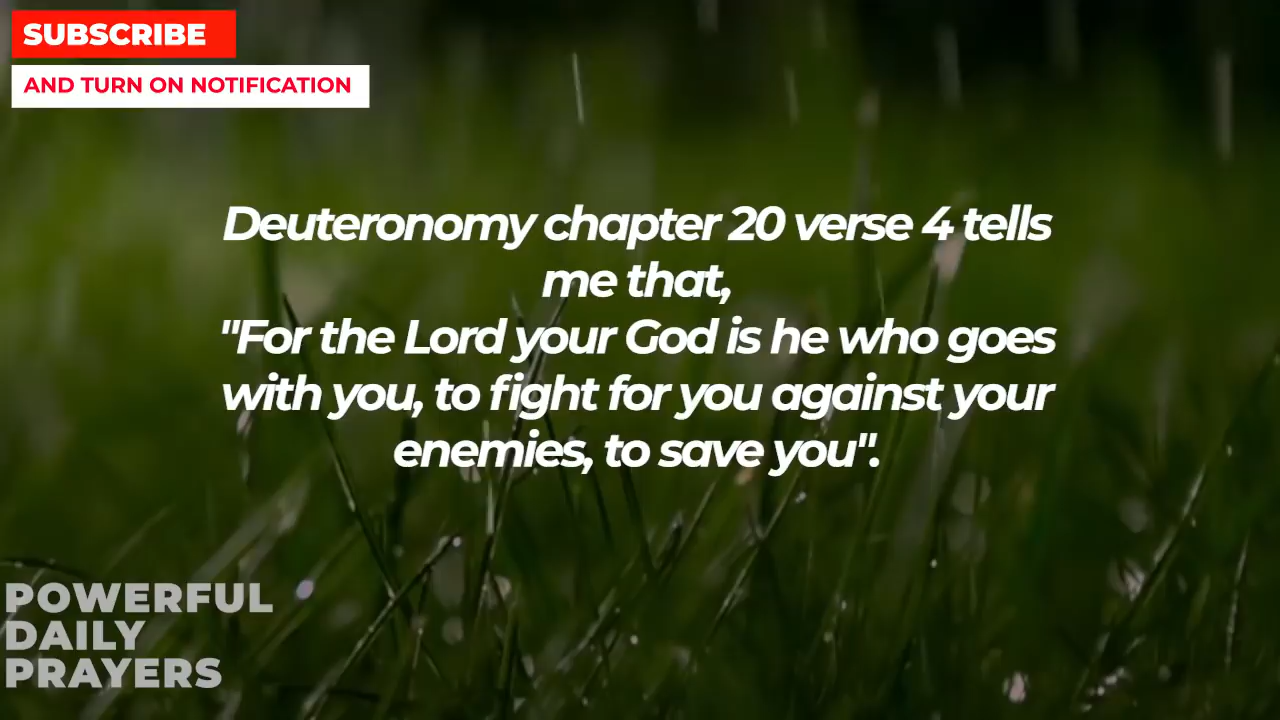 SUBSCRIBE
AND TURN ON NOTIFICATION
Deuteronomy chapter 20 verse 4 tells
me that,
"For the Lord your God is he who goes
with you, to fight for you against your
enemies, to save you".
POWERFUL
DAILY
PRAYERS